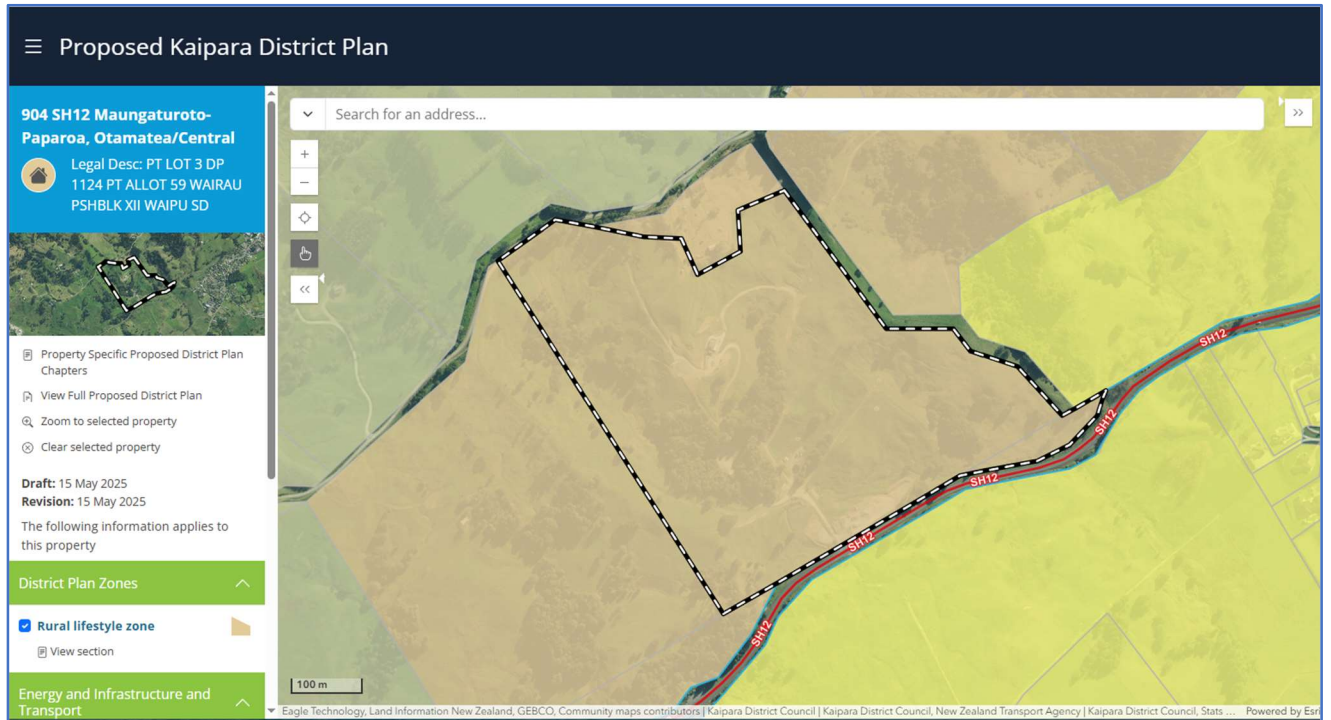 Proposed Kaipara District Plan
904 SH12 Maungaturoto-
Paparoa, Otamatea/Central
Legal Desc: PT LOT 3 DP
1124 PT ALLOT 59 WAIRAU
PSHBLK XII WAIPU SD
Property Specific Proposed District Plan
Chapters
View Full Proposed District Plan
Zoom to selected property
Clear selected property
Draft: 15 May 2025
Revision: 15 May 2025
The following information applies to
this property
District Plan Zones
Rural lifestyle zone
View section
Energy and Infrastructure and
Transport
Search for an address...
SH12
SH12
SH12
SH12
SH12
100 m
Eagle Technology, Land Information New Zealand, GEBCO, Community maps contributors | Kaipara District Council | Kaipara District Council, New Zealand Transport Agency | Kaipara District Council, Stats ... Powered by Esri